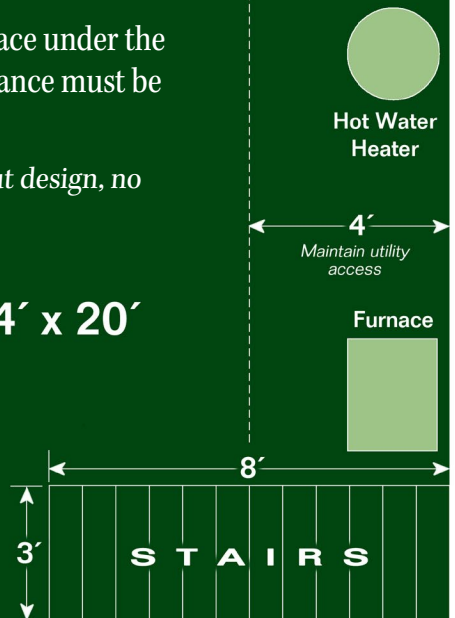 ace under the
ance must be
Hot Water
Heater
ut design, no
4´
Maintain utility
access
4´ x 20´
Furnace
8´
3´
STAIRS